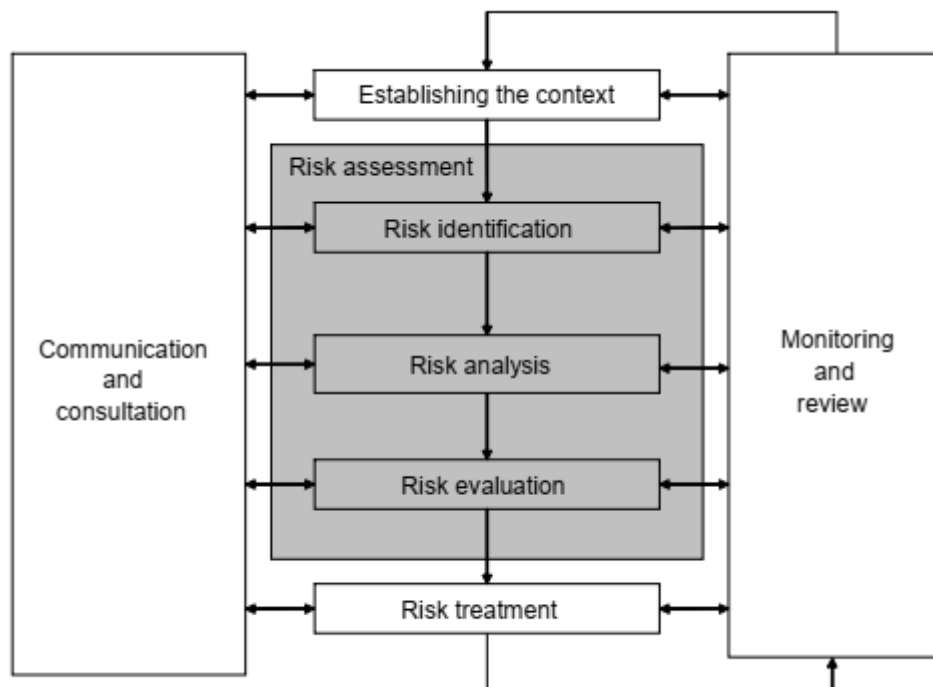 Establishing the context
Risk assessment
Risk identification
Risk analysis
Risk evaluation
Risk treatment
Communication
and
consultation
Monitoring
and
review